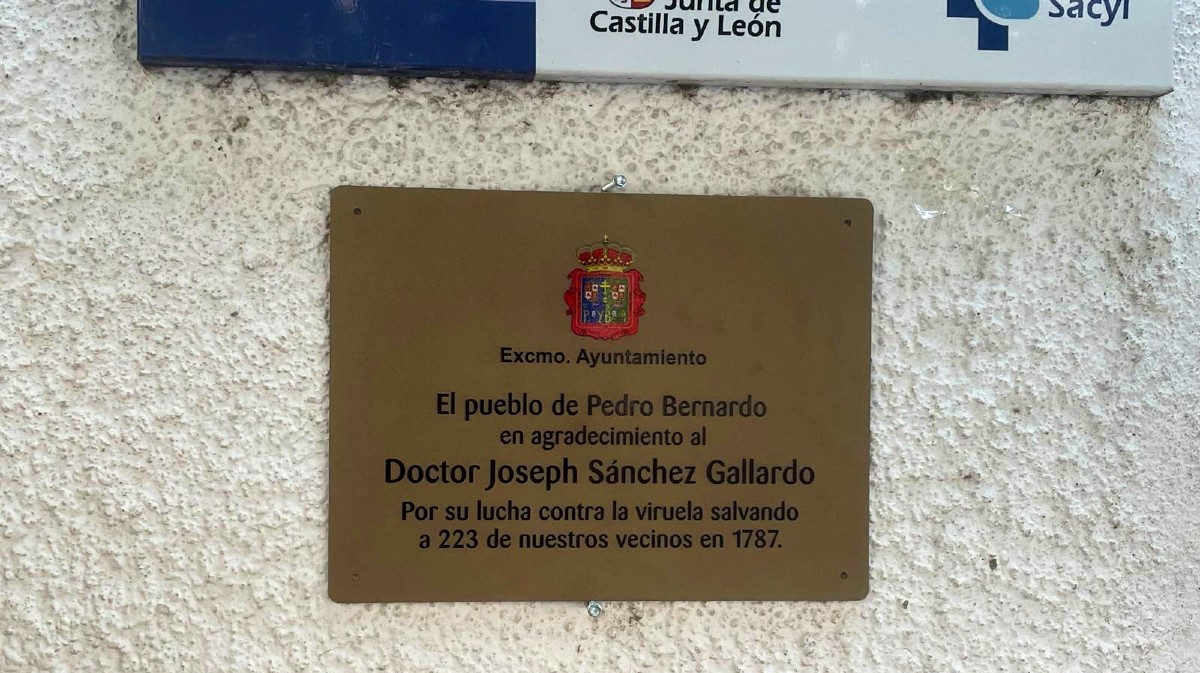 Junta de
Castilla y León
Sacyl
Excmo. Ayuntamiento
El pueblo de Pedro Bernardo
en agradecimiento al
Doctor Joseph Sánchez Gallardo
Por su lucha contra la viruela salvando
a 223 de nuestros vecinos en 1787.